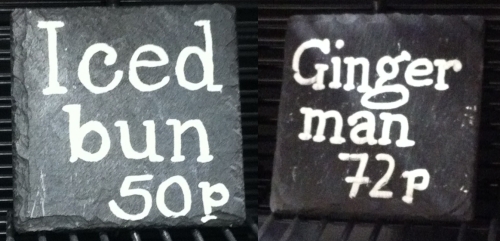 Iced
bun
50p
Ginger
man
72p